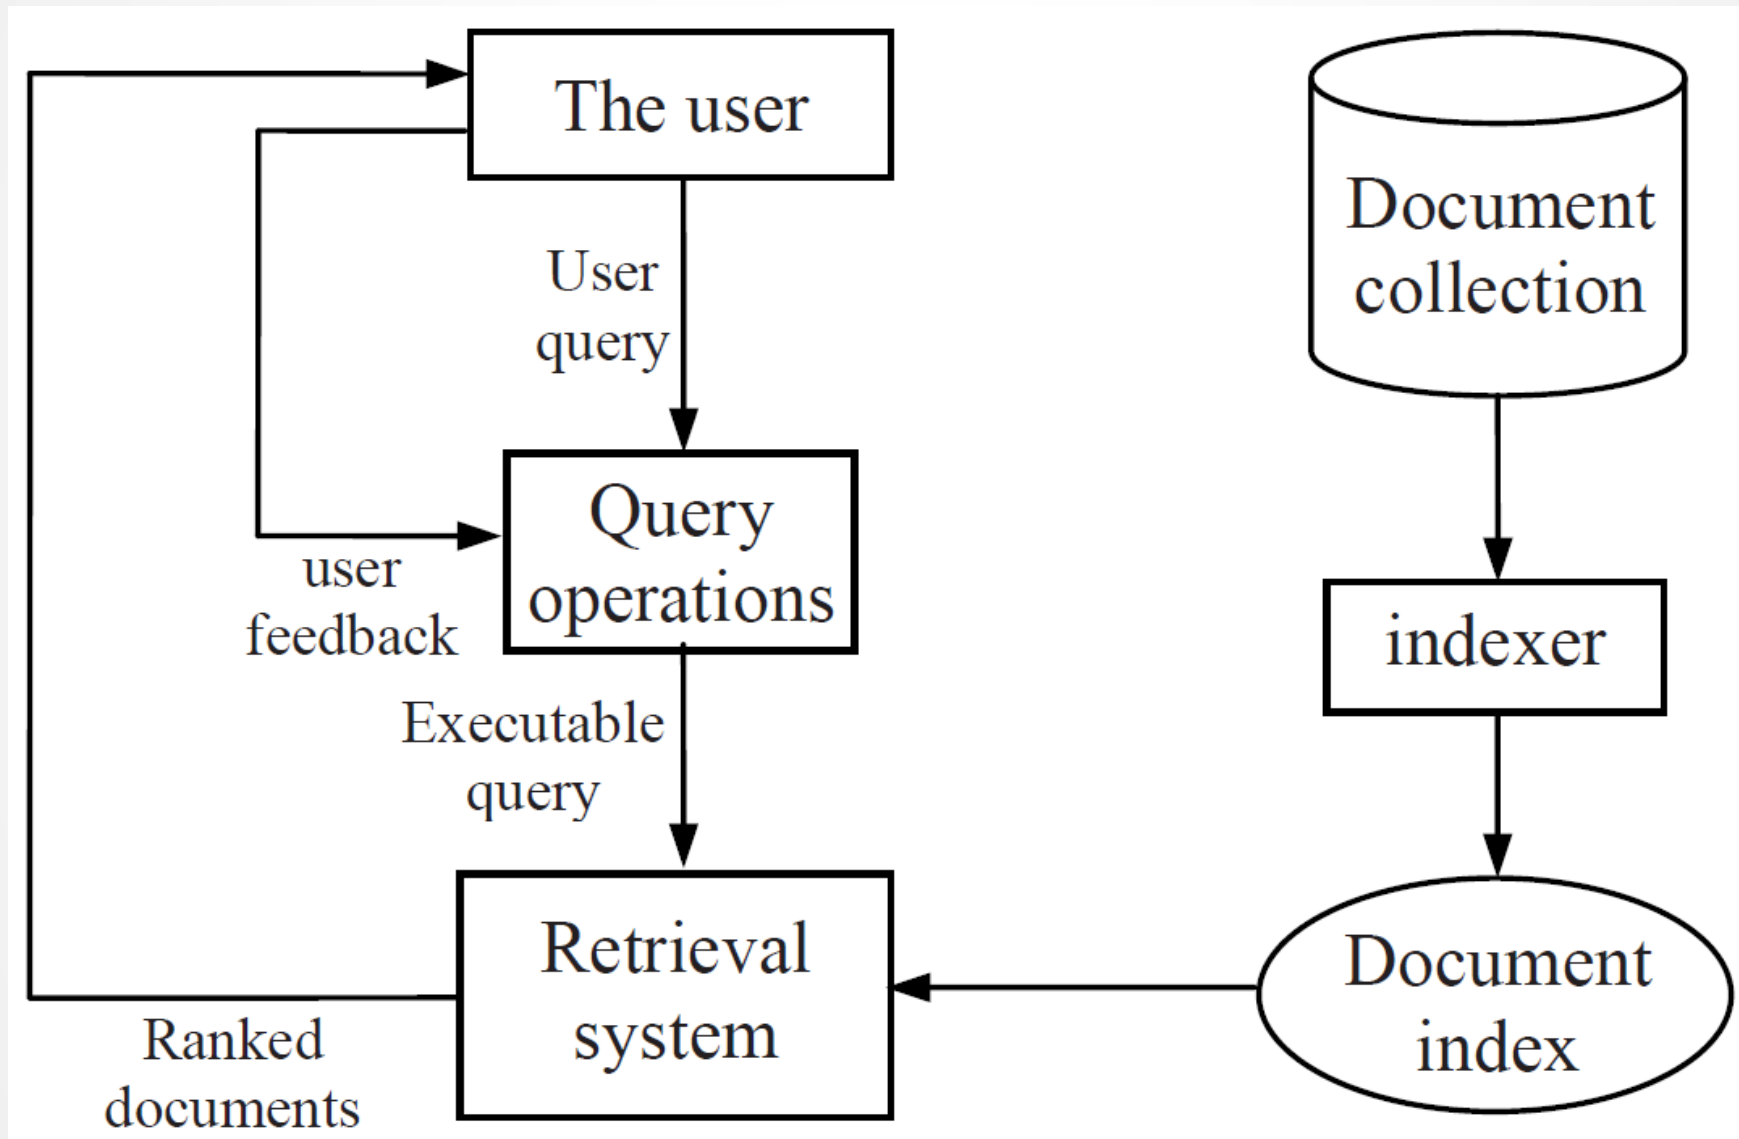 The user
User
query
Query
operations
user
feedback
Executable
query
Retrieval
system
Ranked
documents
Document
collection
indexer
Document
index